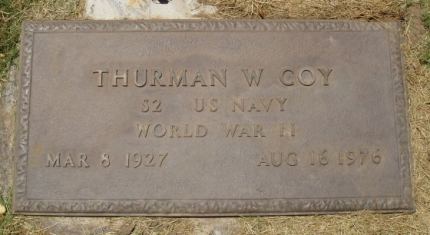 THURMAN W COY
S2 US NAVY
WORLD WAR II
MAR 8 1927 AUG 16 1976